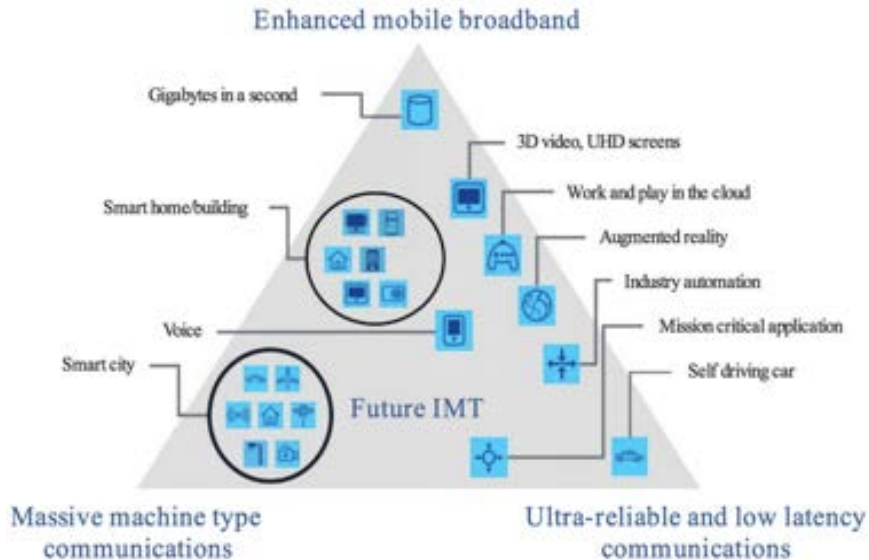 Enhanced mobile broadband
Gigabytes in a second
3D video, UHD screens
Work and play in the cloud
Smart home/building
Augmented reality
Industry automation
Voice
Mission critical application
Smart city
Self driving car
Future IMT
Massive machine type
communications
Ultra-reliable and low latency
communications